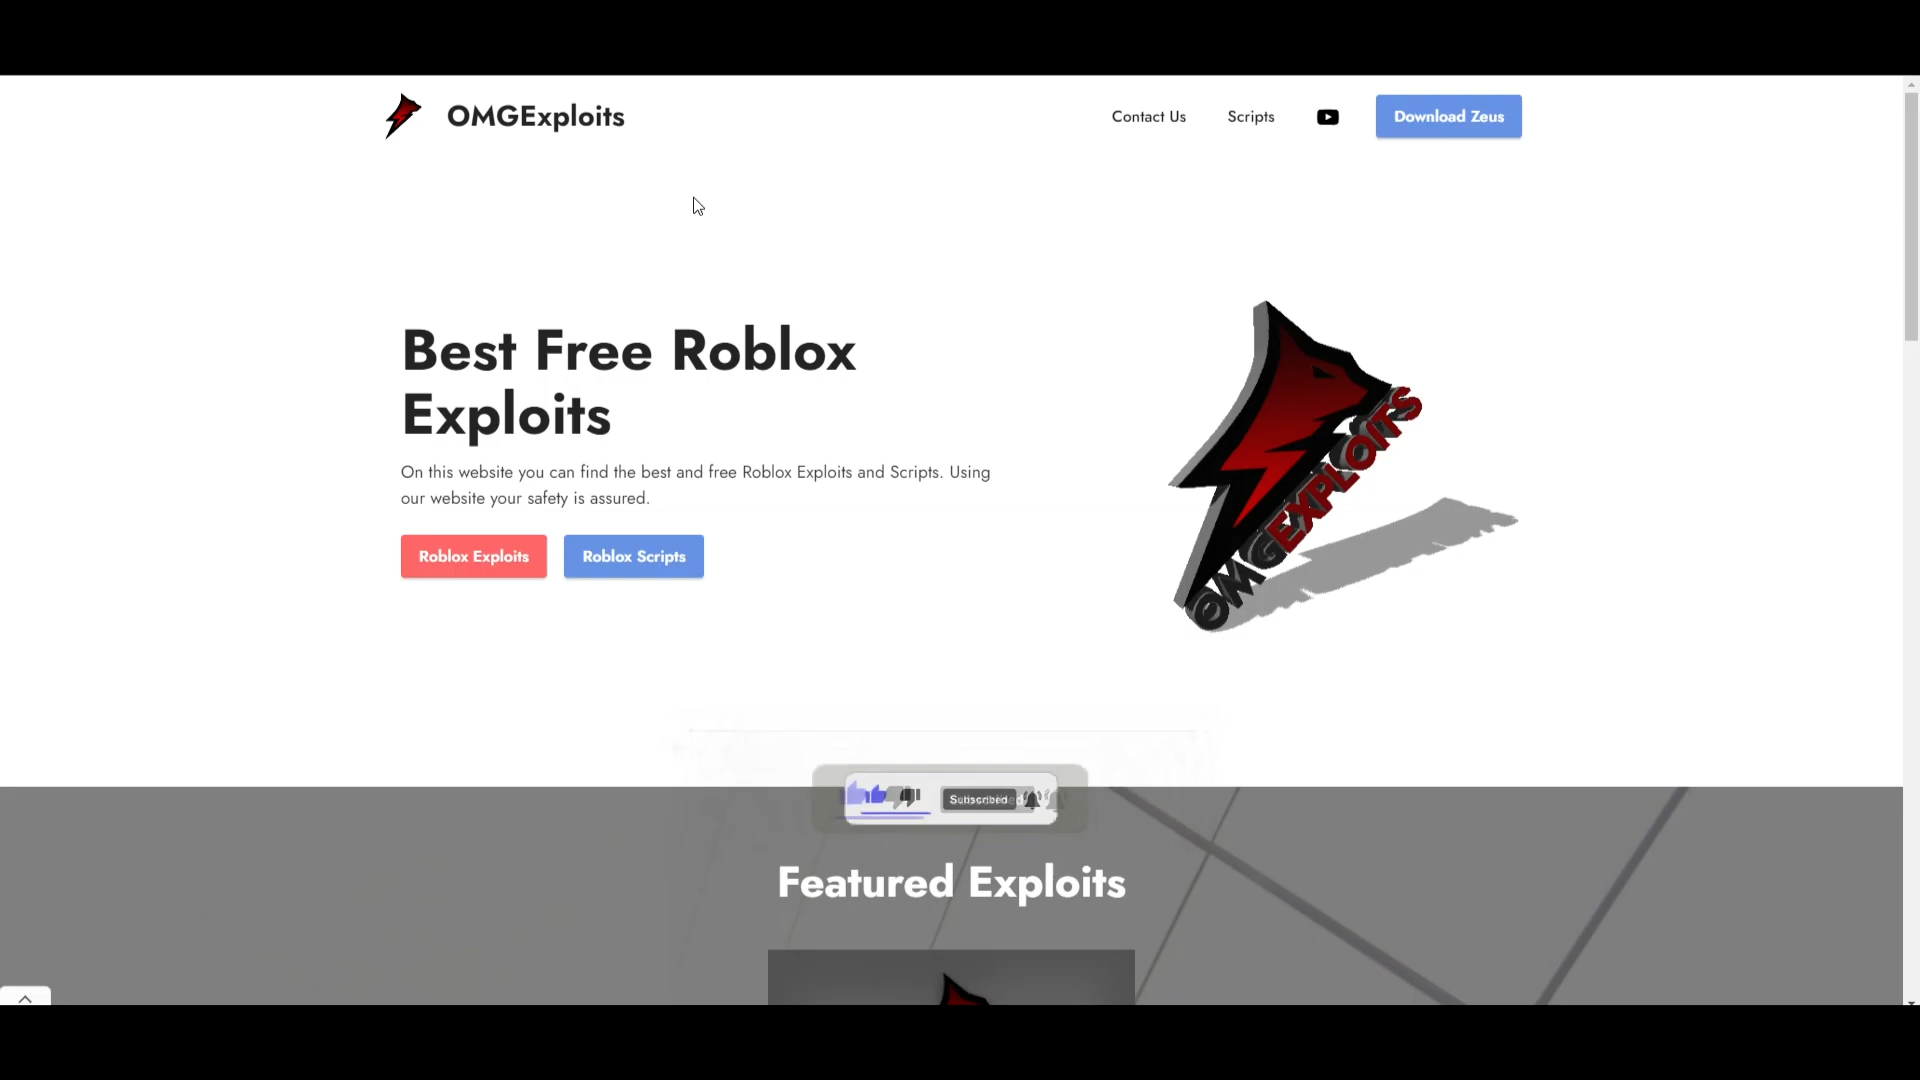 OMGExploits
Contact Us
Scripts
Download Zeus
Best Free Roblox
Exploits
On this website you can find the best and free Roblox Exploits and Scripts. Using
our website your safety is assured.
Roblox Exploits
Roblox Scripts
OMGEXPLOITS
Subscribed
Featured Exploits